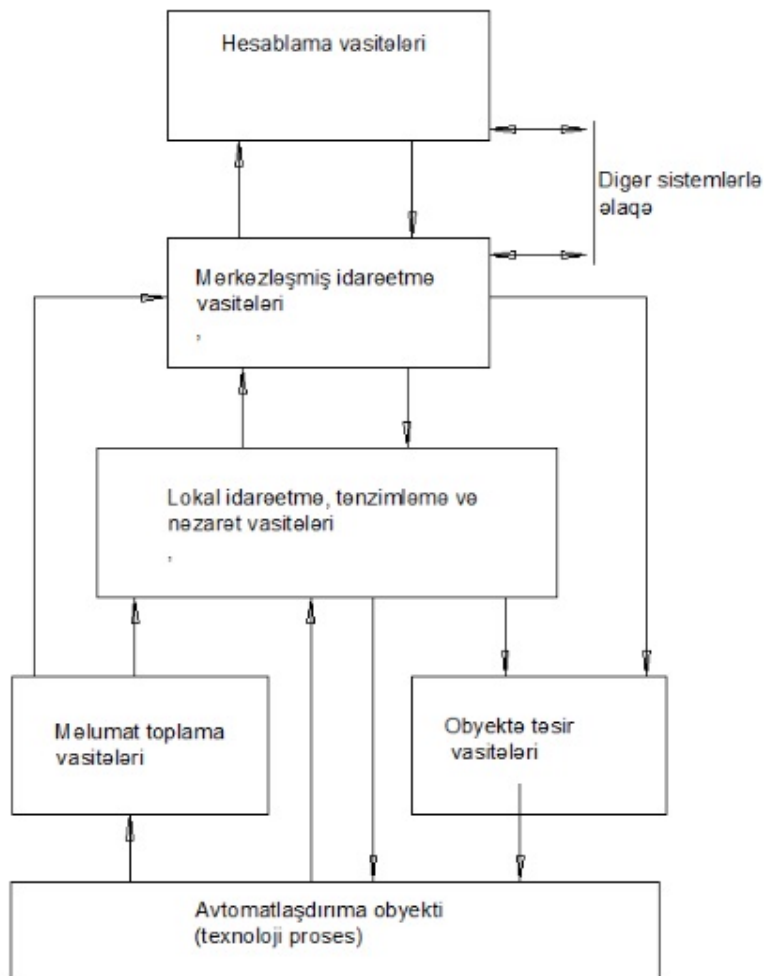 Hesablama vasitələri
Digər sistemlərlə
əlaqə
Mərkəzləşmiş idarəetmə
vasitələri
,
Lokal idarəetmə, tənzimləmə və
nəzarət vasitələri
,
Məlumat toplama
vasitələri
Obyektə təsir
vasitələri
Avtomatlaşdırıma obyekti
(texnoloji proses)